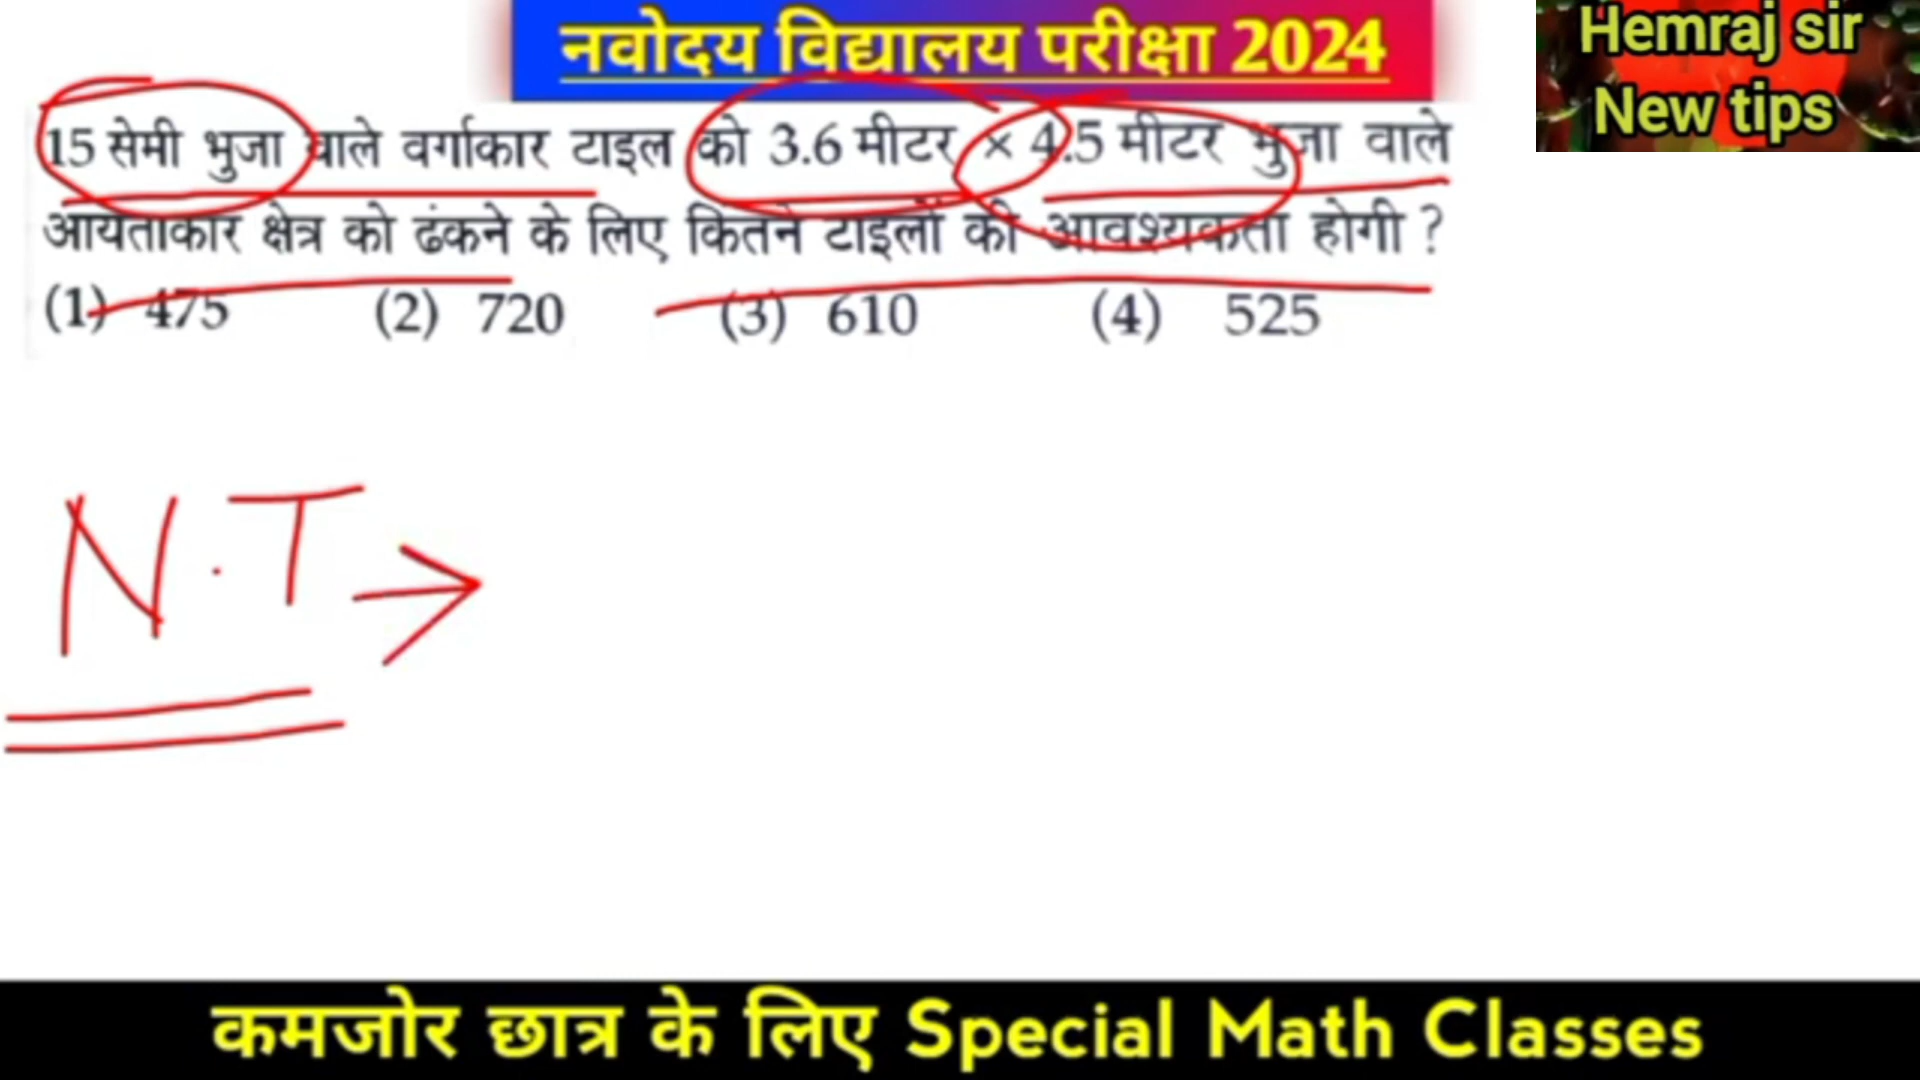 नवोदय विद्यालय परीक्षा 2024
Hemraj sir
New tips
15 सेमी भुजा वाले वर्गाकार टाइल को 3.6 मीटर × 4.5 मीटर भुजा वाले
आयताकार क्षेत्र को ढंकने के लिए कितने टाइलों की आवश्यकता होगी ?
(1) 475 (2) 720 (3) 610 (4) 525
N.T →
कमजोर छात्र के लिए Special Math Classes